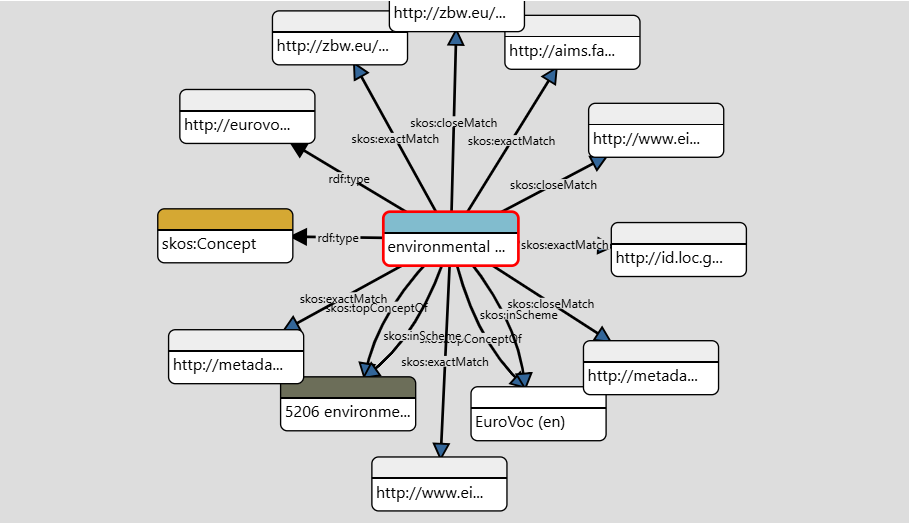 http://zbw.eu/...
http://zbw.eu/...
http://aims.fa...
skos:closeMatch
skos:exactMatch
skos:exactMatch
http://eurovo...
http://www.ei...
rdf:type
skos:closeMatch
skos:Concept
rdf:type
environmental ...
skos:exactMatch
http://id.loc.g...
skos:exactMatch
skos:topConceptOf
skos:closeMatch
skos:inScheme
skos:inScheme
skos:topConceptOf
skos:exactMatch
http://metada...
http://metada...
5206 environme...
EuroVoc (en)
http://www.ei...